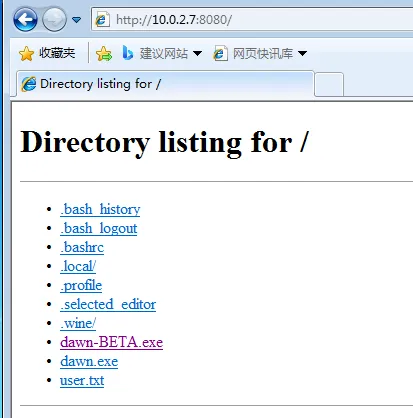 http://10.0.2.7:8080/
收藏夹 建议网站 网页快讯库
Directory listing for /
Directory listing for /
.bash_history
.bash_logout
.bashrc
.local/
.profile
.selected_editor
.wine/
dawn-BETA.exe
dawn.exe
user.txt